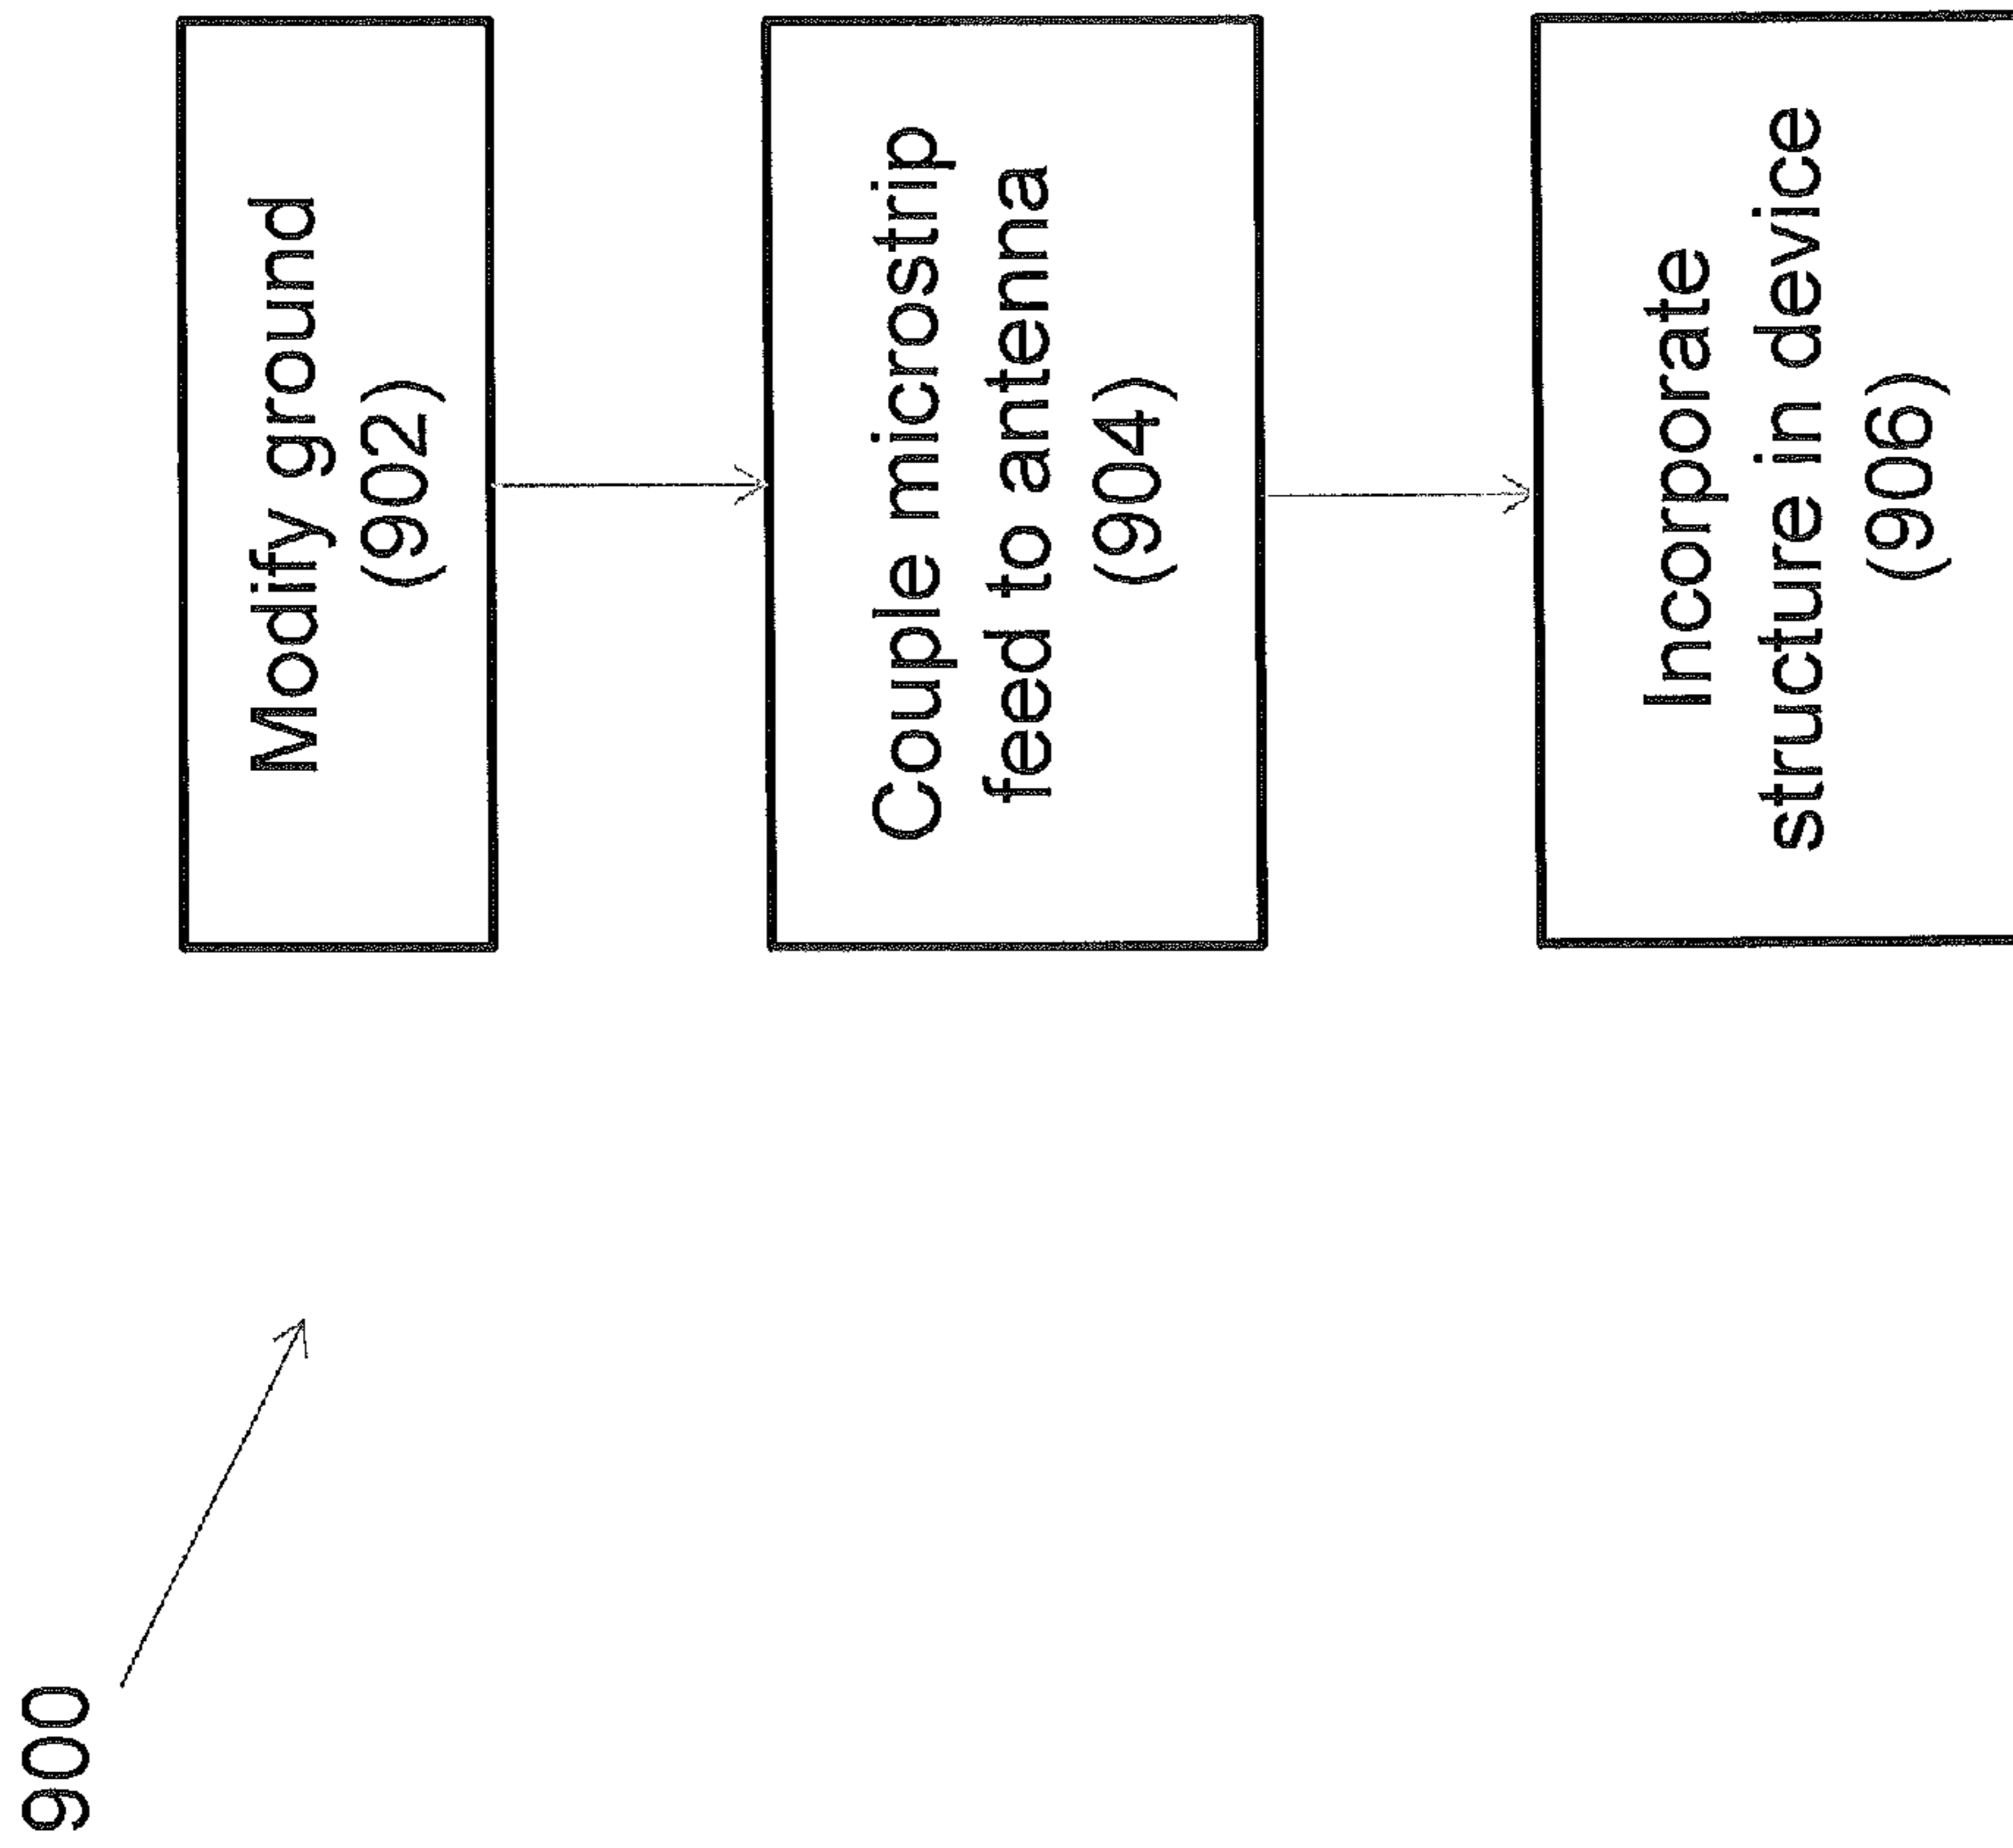 900
Modify ground
(902)
Couple microstrip
feed to antenna
(904)
Incorporate
structure in device
(906)